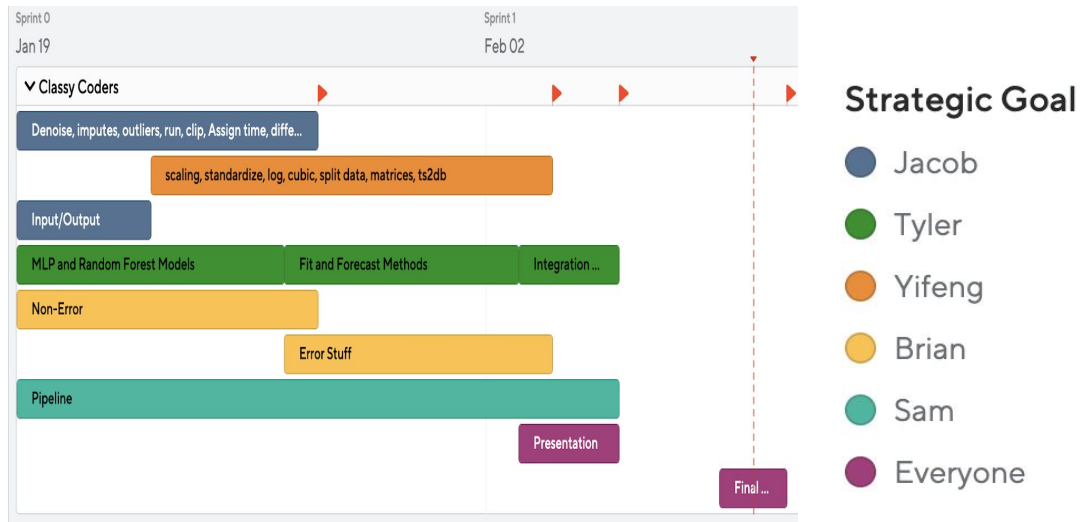 Sprint 0
Sprint 1
Jan 19
Feb 02
Classy Coders
Denoise, imputes, outliers, run, clip, Assign time, diffe...
scaling, standardize, log, cubic, split data, matrices, ts2db
Input/Output
MLP and Random Forest Models
Fit and Forecast Methods
Integration ...
Non-Error
Error Stuff
Pipeline
Presentation
Final ...
Strategic Goal
Jacob
Tyler
Yifeng
Brian
Sam
Everyone